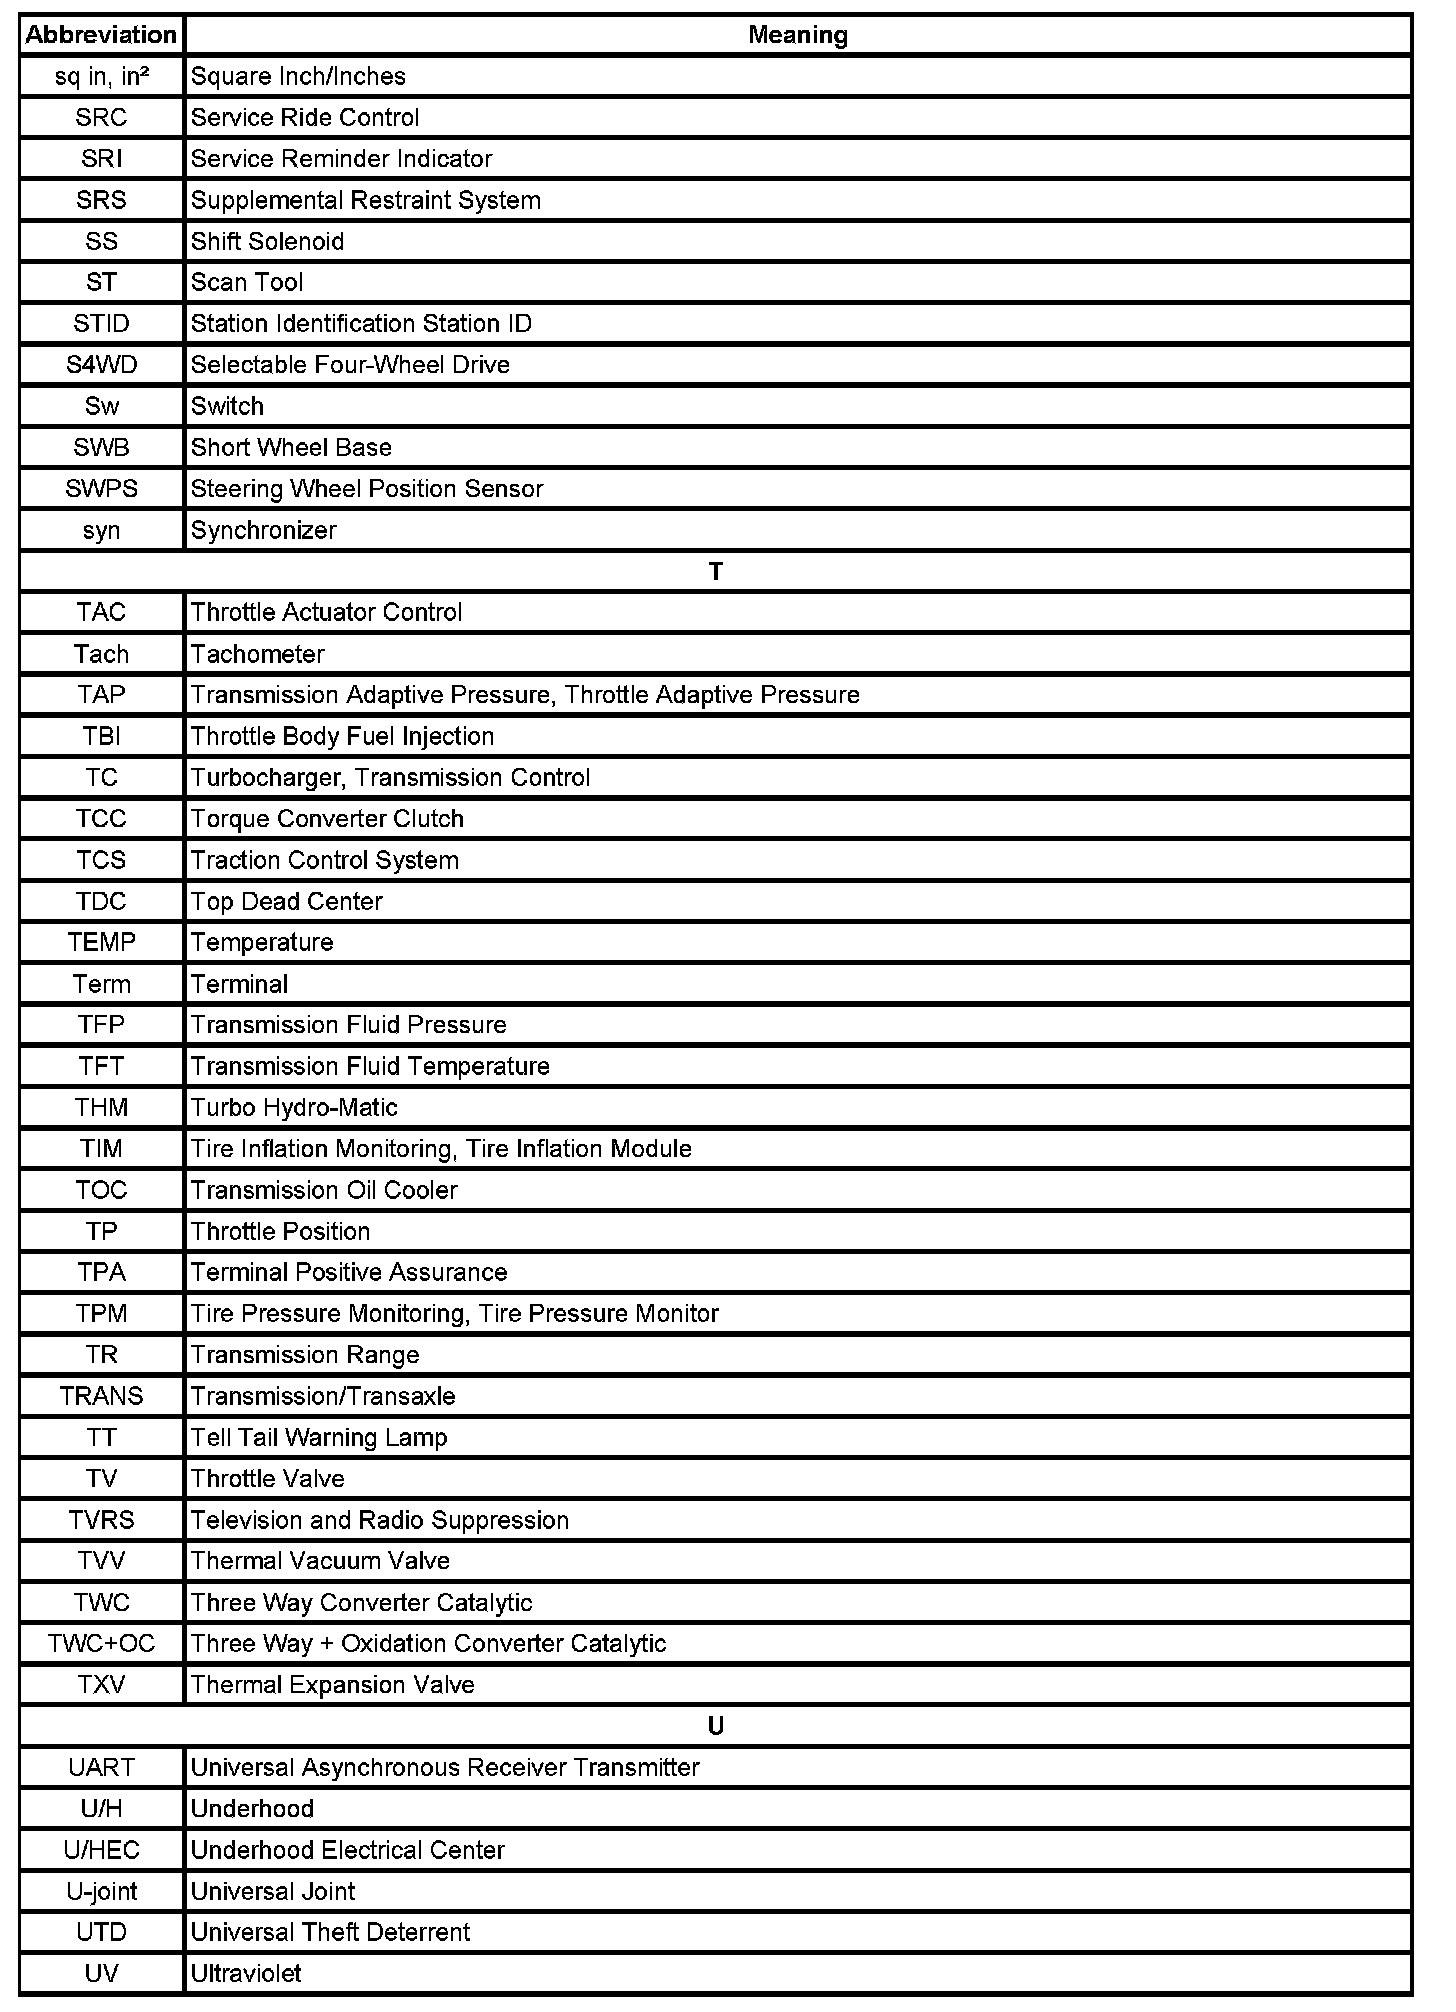 Abbreviation Meaning
sq in, in² Square Inch/Inches
SRC Service Ride Control
SRI Service Reminder Indicator
SRS Supplemental Restraint System
SS Shift Solenoid
ST Scan Tool
STID Station Identification Station ID
S4WD Selectable Four-Wheel Drive
Sw Switch
SWB Short Wheel Base
SWPS Steering Wheel Position Sensor
syn Synchronizer
T
TAC Throttle Actuator Control
Tach Tachometer
TAP Transmission Adaptive Pressure, Throttle Adaptive Pressure
TBI Throttle Body Fuel Injection
TC Turbocharger, Transmission Control
TCC Torque Converter Clutch
TCS Traction Control System
TDC Top Dead Center
TEMP Temperature
Term Terminal
TFP Transmission Fluid Pressure
TFT Transmission Fluid Temperature
THM Turbo Hydro-Matic
TIM Tire Inflation Monitoring, Tire Inflation Module
TOC Transmission Oil Cooler
TP Throttle Position
TPA Terminal Positive Assurance
TPM Tire Pressure Monitoring, Tire Pressure Monitor
TR Transmission Range
TRANS Transmission/Transaxle
TT Tell Tail Warning Lamp
TV Throttle Valve
TVRS Television and Radio Suppression
TVV Thermal Vacuum Valve
TWC Three Way Converter Catalytic
TWC+OC Three Way + Oxidation Converter Catalytic
TXV Thermal Expansion Valve
U
UART Universal Asynchronous Receiver Transmitter
U/H Underhood
U/HEC Underhood Electrical Center
U-joint Universal Joint
UTD Universal Theft Deterrent
UV Ultraviolet